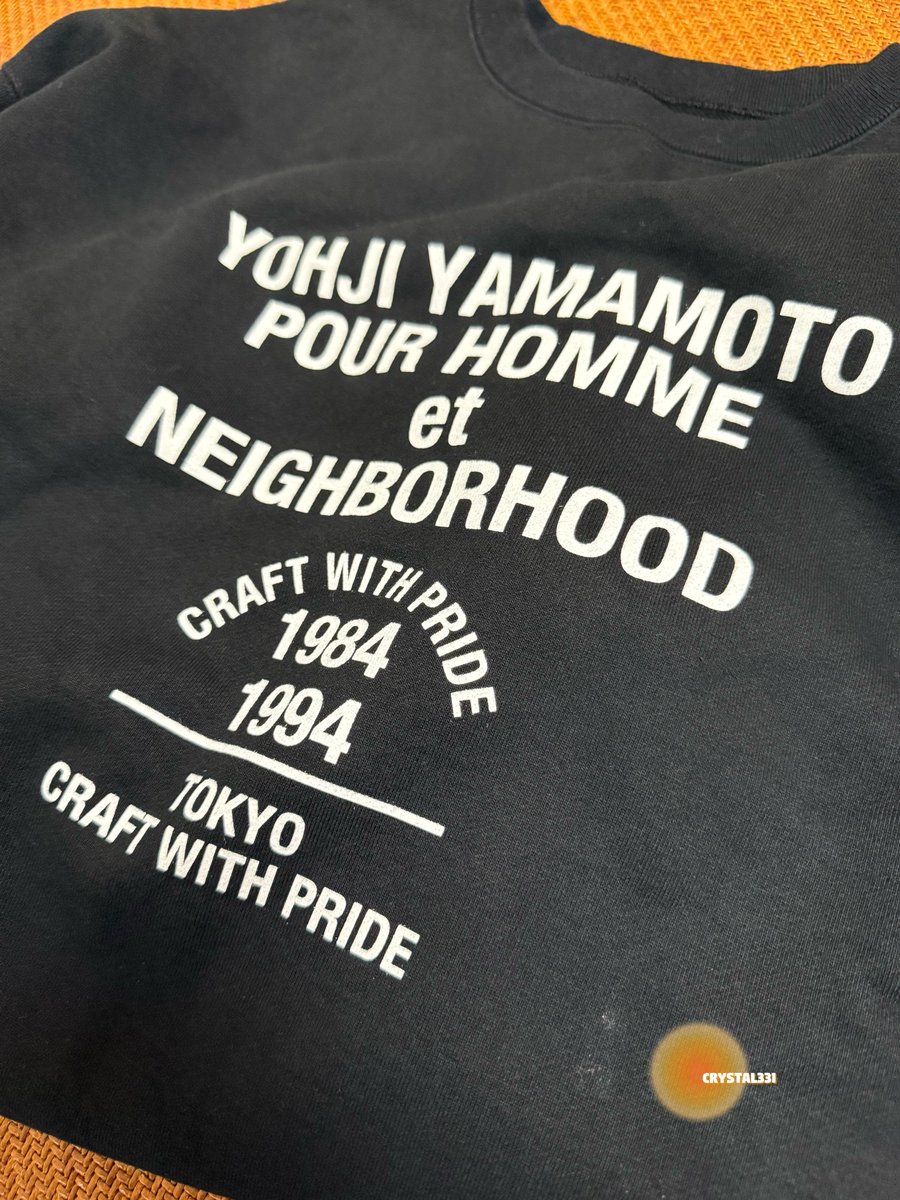 YOHJI YAMAMOTO
POUR HOMME
et
NEIGHBORHOOD
CRAFT WITH PRIDE
1984
1994
TOKYO
CRAFT WITH PRIDE
CRYSTAL331